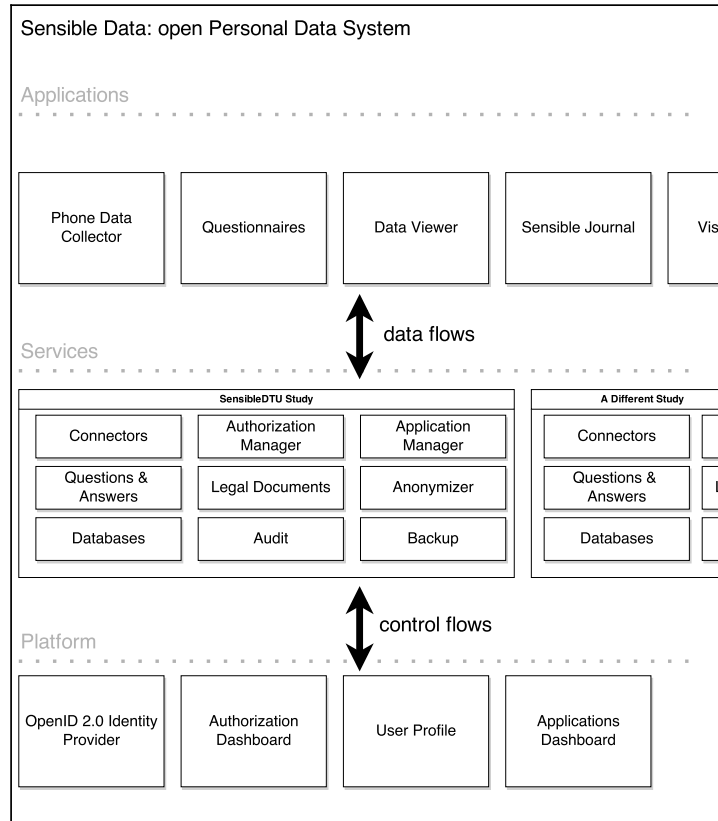 Sensible Data: open Personal Data System
Applications
Phone Data
Collector
Questionnaires
Data Viewer
Sensible Journal
Vis
data flows
Services
SensibleDTU Study
Connectors
Authorization
Manager
Application
Manager
Questions &
Answers
Legal Documents
Anonymizer
Databases
Audit
Backup
A Different Study
Connectors
Questions &
Answers
L
Databases
control flows
Platform
OpenID 2.0 Identity
Provider
Authorization
Dashboard
User Profile
Applications
Dashboard